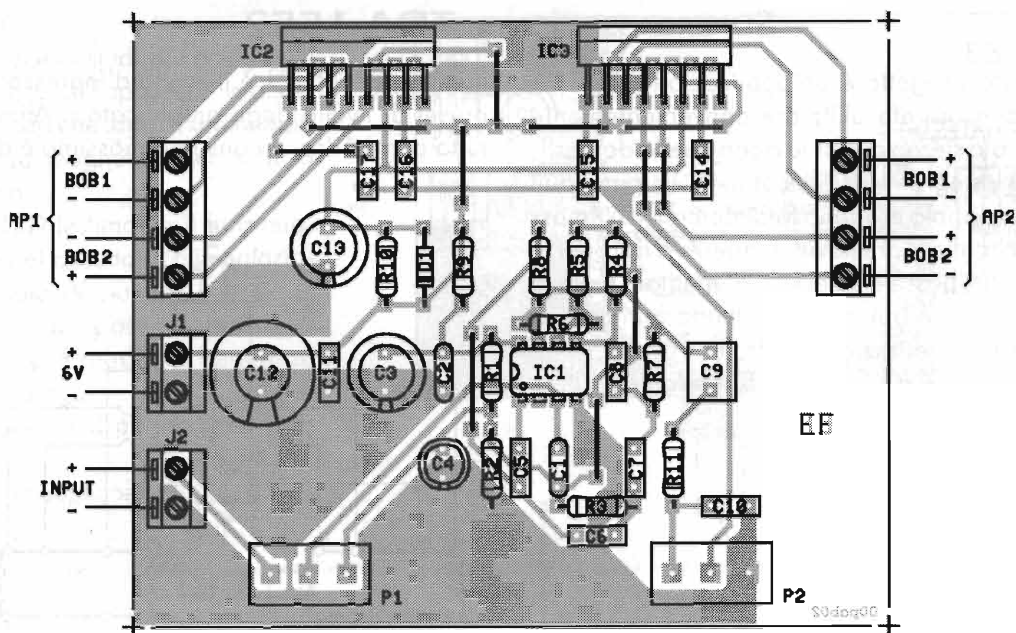 IC2
IC3
C17
C16
C15
C14
+
BOB1
-
AP1
+
BOB2
+
+
BOB1
-
AP2
+
BOB2
-
C13
R10
D1
R9
R8
R5
R4
J1
+
6V
-
C12
C11
C3
C2
R1
R6
IC1
C8
R7
C9
EF
J2
+
INPUT
-
C4
R2
C5
C1
C7
R11
R3
C6
C10
P1
P2
00pab02